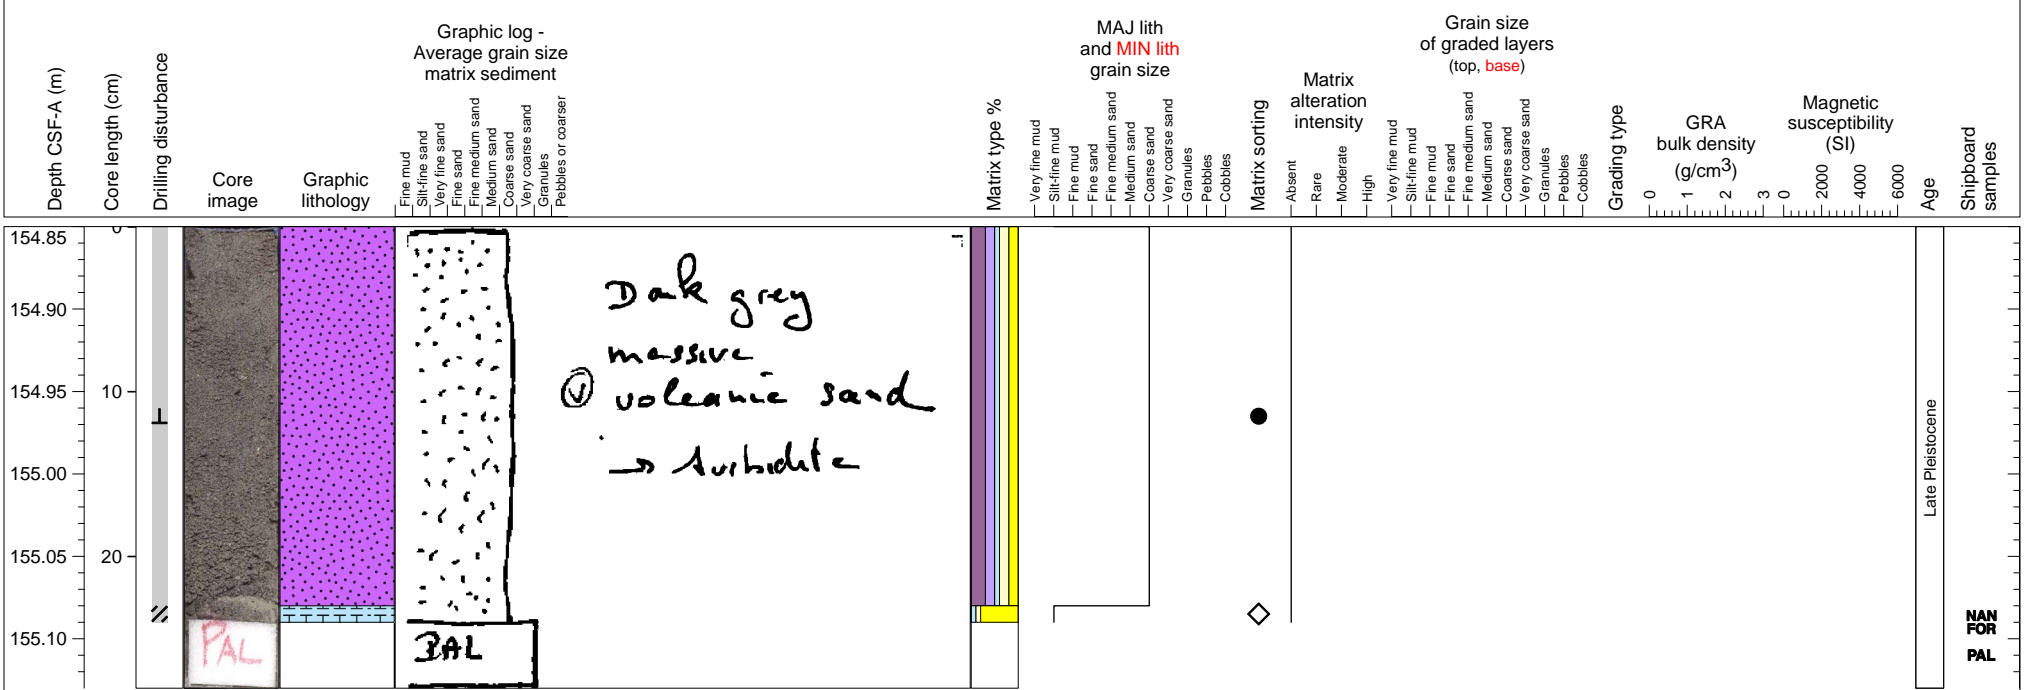 Depth CSF-A (m)
Core length (cm)
Drilling disturbance
Core
image
Graphic
lithology
Graphic log -
Average grain size
matrix sediment
Fine mud
Silt-fine sand
Very fine sand
Fine sand
Fine medium sand
Medium sand
Coarse sand
Very coarse sand
Granules
Pebbles or coarser
Matrix type %
MAJ lith
and MIN lith
grain size
Very fine mud
Silt-fine mud
Fine mud
Fine sand
Fine medium sand
Medium sand
Coarse sand
Very coarse sand
Granules
Pebbles
Cobbles
Matrix sorting
Matrix
alteration
intensity
Absent
Rare
Moderate
High
Grain size
of graded layers
(top, base)
Very fine mud
Silt-fine mud
Fine mud
Fine sand
Fine medium sand
Medium sand
Coarse sand
Very coarse sand
Granules
Pebbles
Cobbles
Grading type
GRA
bulk density
(g/cm3)
0 1 2 3
Magnetic
susceptibility
(SI)
0 2000 4000 6000
Age
Shipboard
samples
154.85
154.90
154.95
155.00
155.05
155.10
0
10
20
PAL
Dark grey
massive
V volcanic sand
→ turbidite
PAL
Late Pleistocene
NAN
FOR
PAL